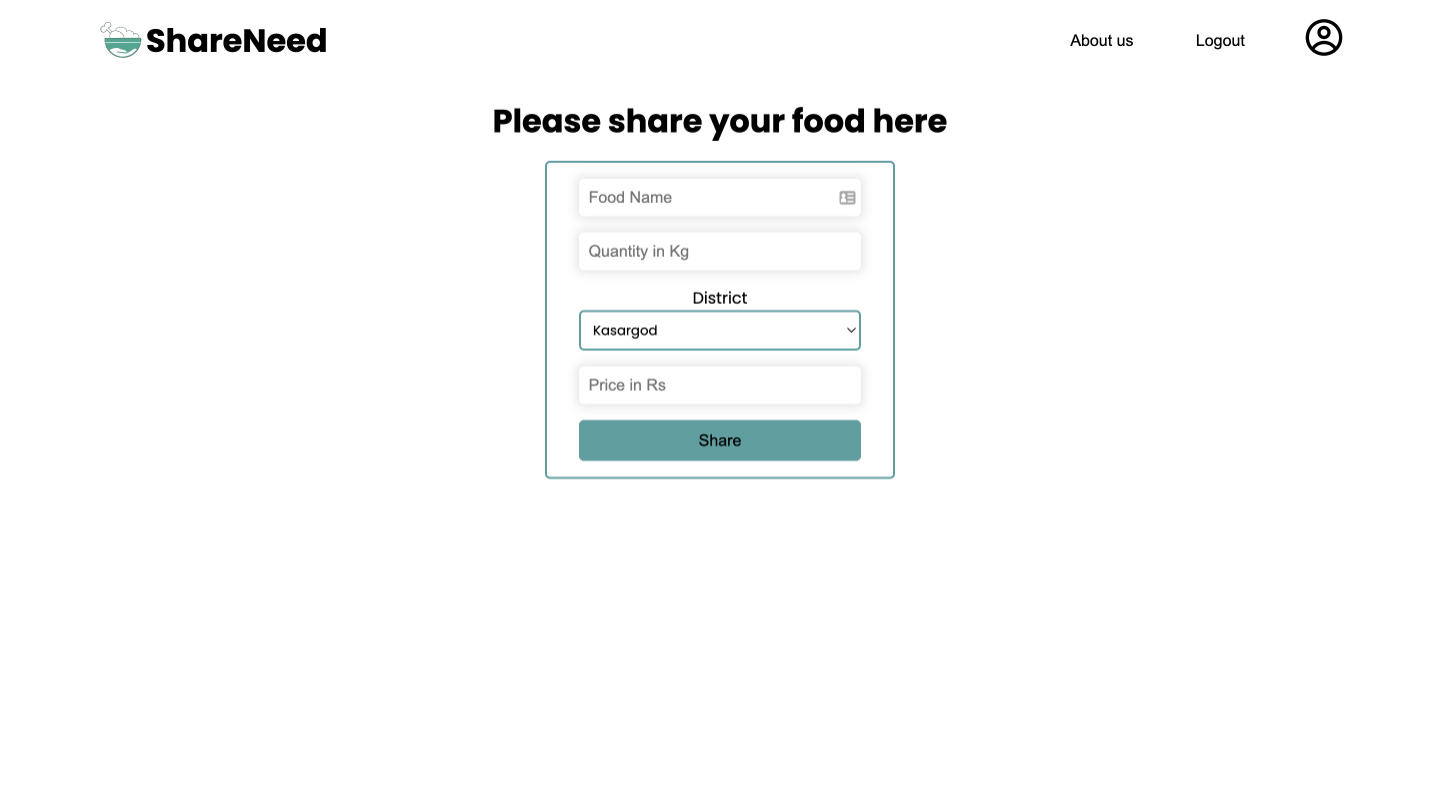 ShareNeed
About us
Logout
Please share your food here
Food Name
Quantity in Kg
District
Kasargod
Price in Rs
Share